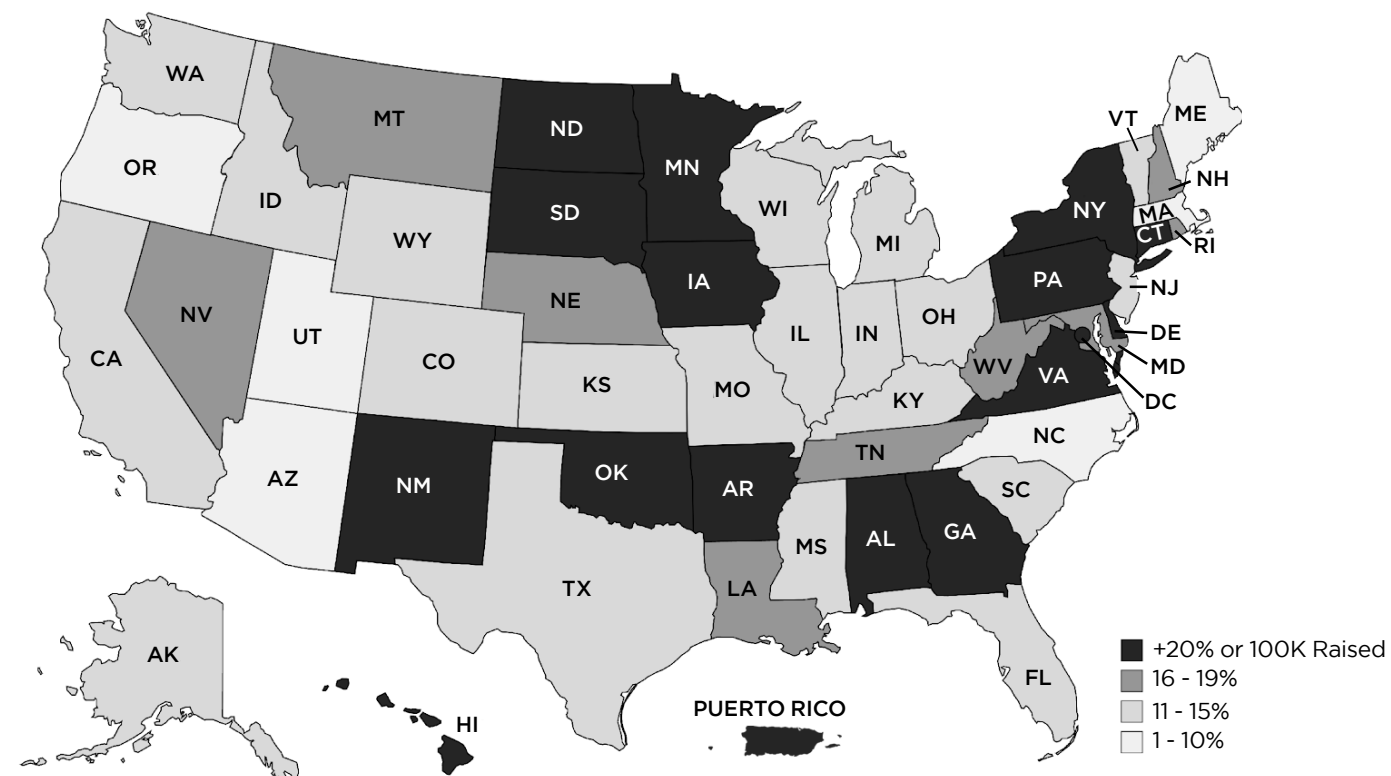 WA
MT
ND
MN
VT
ME
OR
ID
SD
WI
NH
NY
MA
WY
MI
CT
RI
IA
PA
NJ
NE
NV
UT
IL
IN
OH
DE
CA
CO
WV
MD
KS
MO
VA
DC
KY
NC
TN
AZ
NM
OK
AR
SC
MS
AL
GA
TX
LA
AK
FL
HI
PUERTO RICO
+20% or 100K Raised
16 - 19%
11 - 15%
1 - 10%